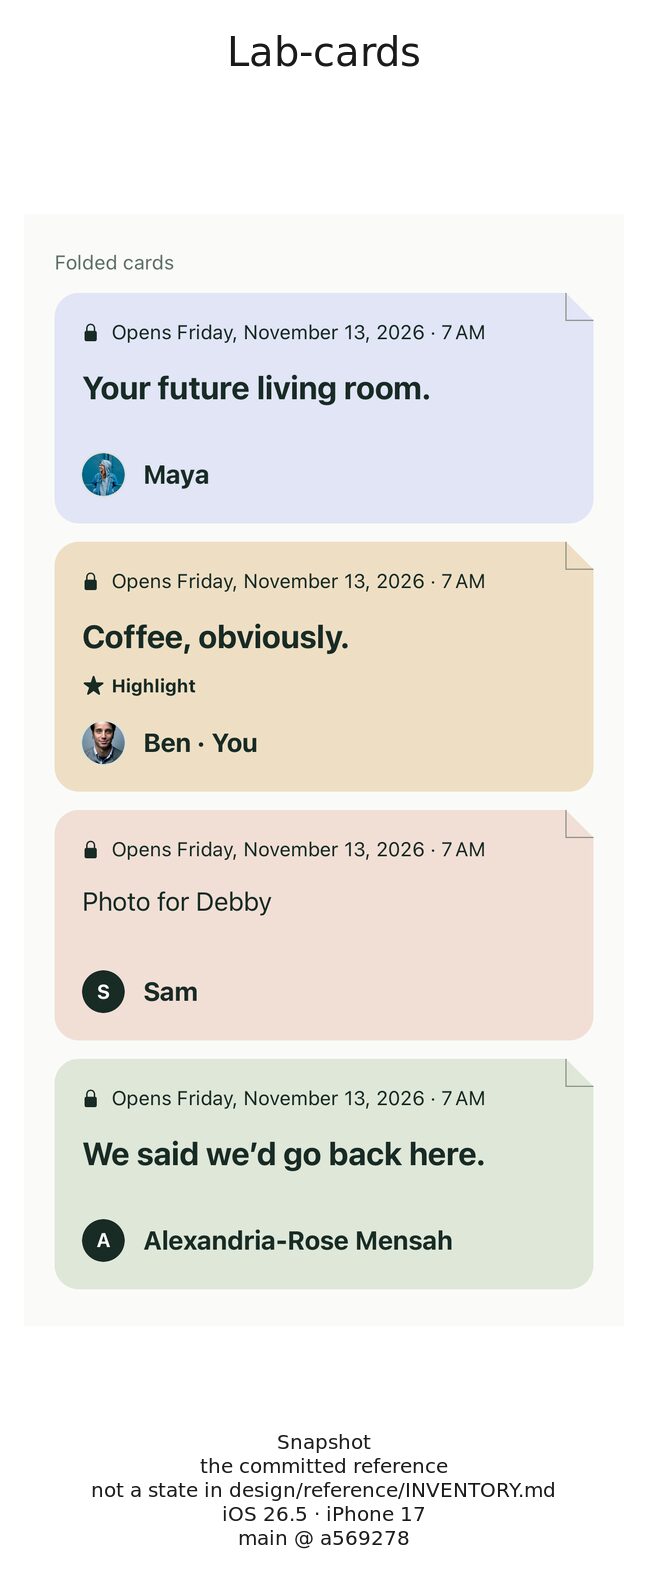 Lab-cards
Folded cards
Opens Friday, November 13, 2026 · 7 AM
Your future living room.
Maya
Opens Friday, November 13, 2026 · 7 AM
Coffee, obviously.
Highlight
Ben · You
Opens Friday, November 13, 2026 · 7 AM
Photo for Debby
S
Sam
Opens Friday, November 13, 2026 · 7 AM
We said we’d go back here.
A
Alexandria-Rose Mensah
Snapshot
the committed reference
not a state in design/reference/INVENTORY.md
iOS 26.5 · iPhone 17
main @ a569278